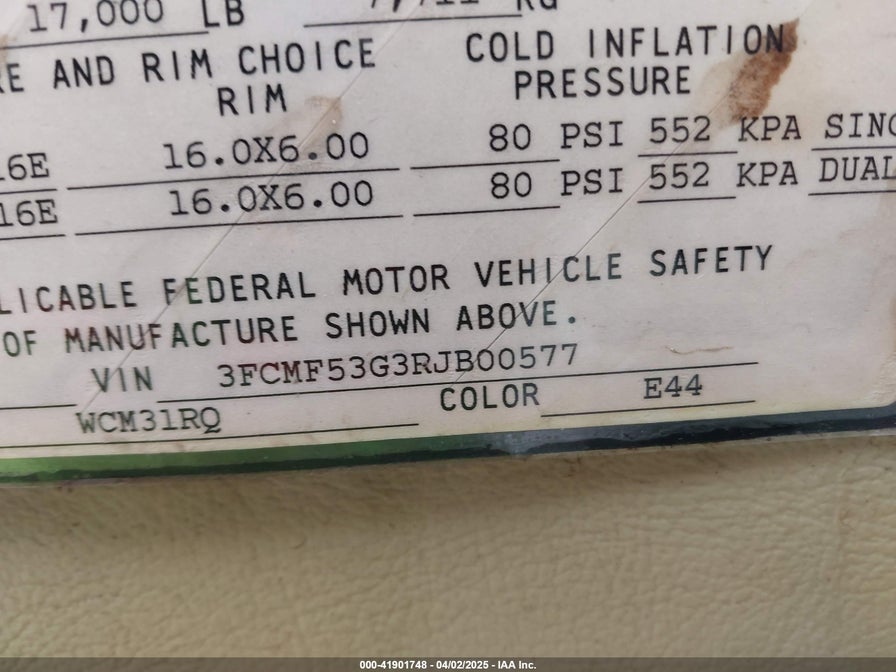 17,000 LB
AND RIM CHOICE COLD INFLATION
RIM PRESSURE
16E 16.0X6.00 80 PSI 552 KPA
16E 16.0X6.00 80 PSI 552 KPA DUAL
FEDERAL MOTOR VEHICLE SAFETY
OF MANUFACTURE SHOWN ABOVE.
VIN 3FCMF53G3RJB00577
WCM31RQ COLOR E44
000-41901748 - 04/02/2025 - IAA Inc.